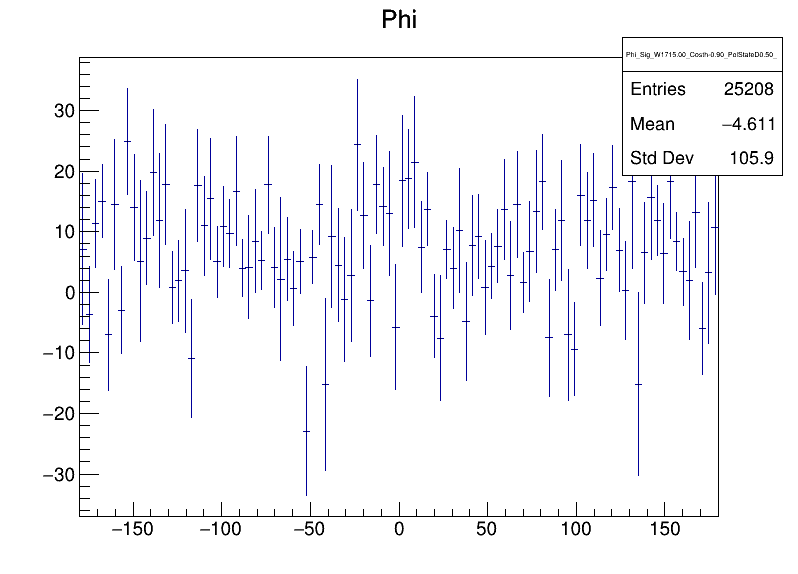 Phi
Phi_Sig_W1715.00_Costh-0.90_PolStateD0.50_
Entries 25208
Mean −4.611
Std Dev 105.9
30
20
10
0
−10
−20
−30
−150 −100 −50 0 50 100 150